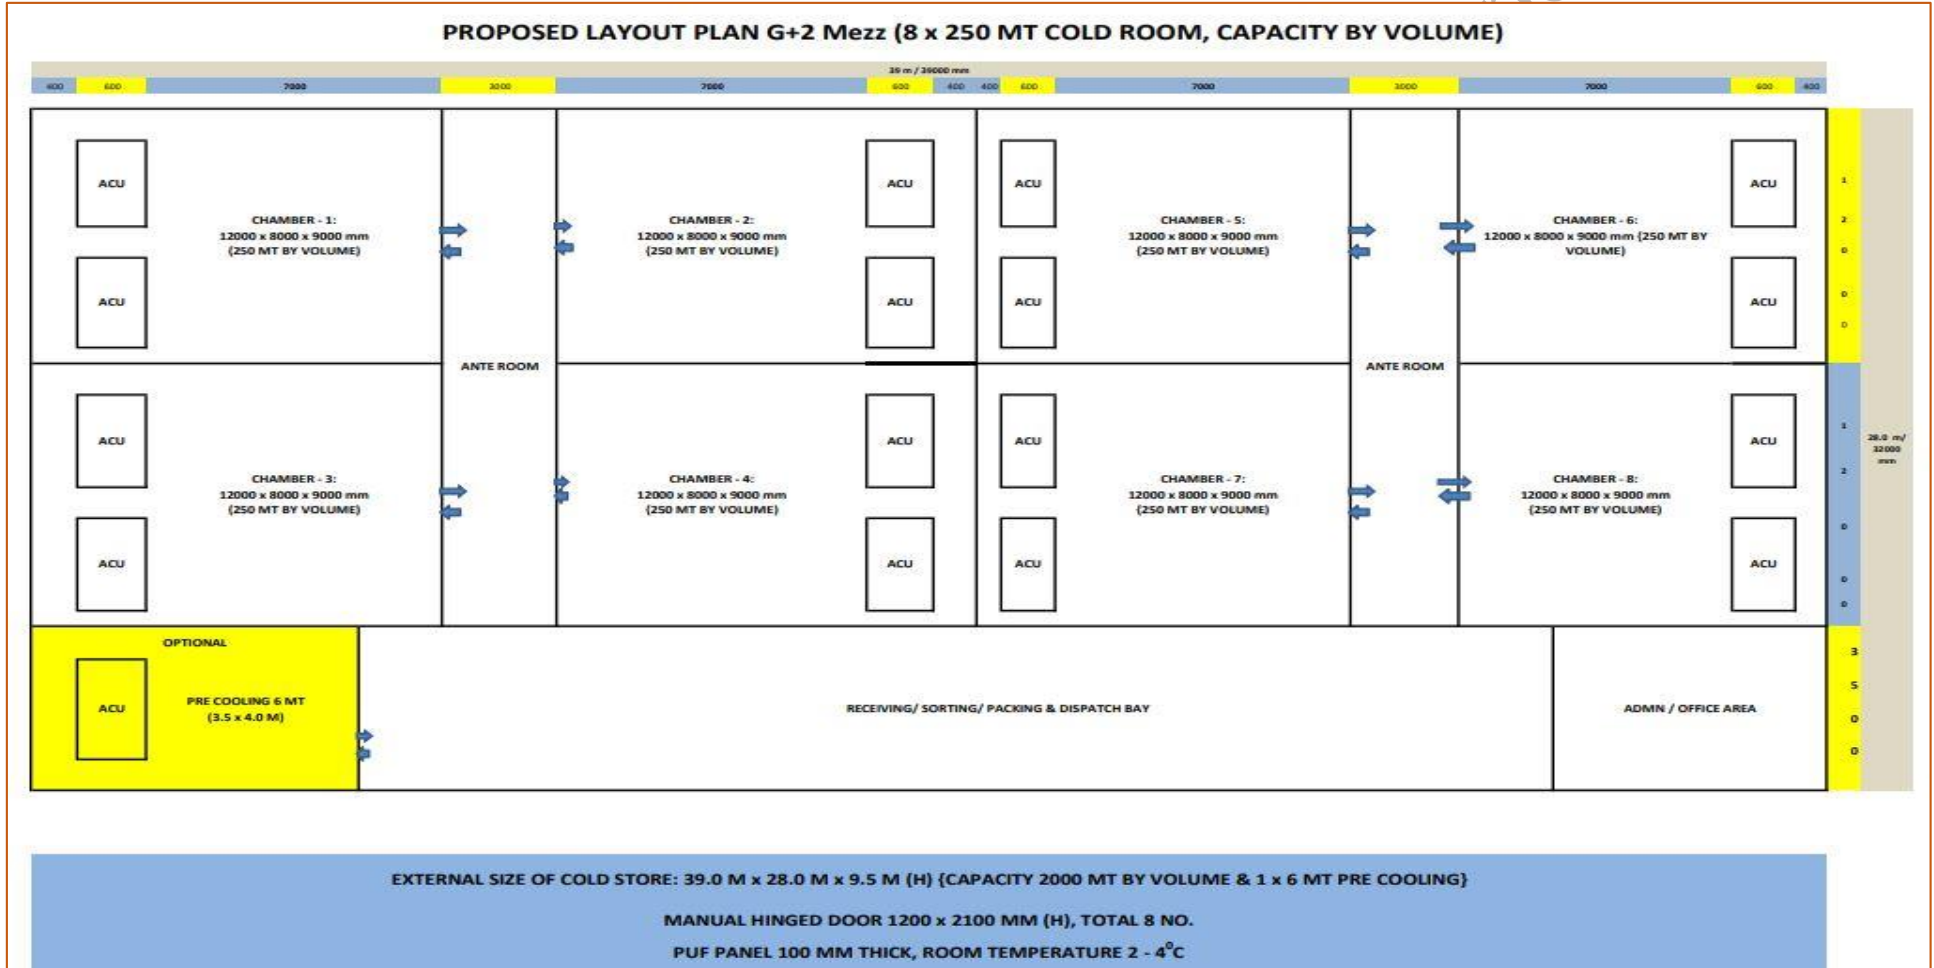 PROPOSED LAYOUT PLAN G+2 Mezz (8 x 250 MT COLD ROOM, CAPACITY BY VOLUME)
39 m / 39000 mm
400 600 7000 3000 7000 600 400 400 600 7000 3000 7000 600 400
ACU
ACU
CHAMBER - 1:
12000 x 8000 x 9000 mm
(250 MT BY VOLUME)
CHAMBER - 2:
12000 x 8000 x 9000 mm
(250 MT BY VOLUME)
ACU
ACU
ACU
ACU
CHAMBER - 5:
12000 x 8000 x 9000 mm
(250 MT BY VOLUME)
CHAMBER - 6:
12000 x 8000 x 9000 mm {250 MT BY
VOLUME)
ACU
ACU
1
2
0
0
0
ANTE ROOM
ANTE ROOM
ACU
ACU
CHAMBER - 3:
12000 x 8000 x 9000 mm
(250 MT BY VOLUME)
CHAMBER - 4:
12000 x 8000 x 9000 mm
(250 MT BY VOLUME)
ACU
ACU
ACU
ACU
CHAMBER - 7:
12000 x 8000 x 9000 mm
(250 MT BY VOLUME)
CHAMBER - 8:
12000 x 8000 x 9000 mm
(250 MT BY VOLUME)
ACU
ACU
1
2
0
0
0
28.0 m/
32000
mm
OPTIONAL
ACU
PRE COOLING 6 MT
(3.5 x 4.0 M)
RECEIVING/ SORTING/ PACKING & DISPATCH BAY
ADMN / OFFICE AREA
3
5
0
0
EXTERNAL SIZE OF COLD STORE: 39.0 M x 28.0 M x 9.5 M (H) {CAPACITY 2000 MT BY VOLUME & 1 x 6 MT PRE COOLING}
MANUAL HINGED DOOR 1200 x 2100 MM (H), TOTAL 8 NO.
PUF PANEL 100 MM THICK, ROOM TEMPERATURE 2 - 4⁰C